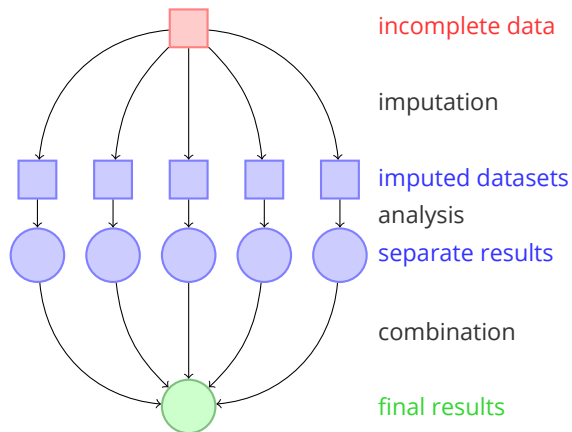 incomplete data
imputation
imputed datasets
analysis
separate results
combination
final results